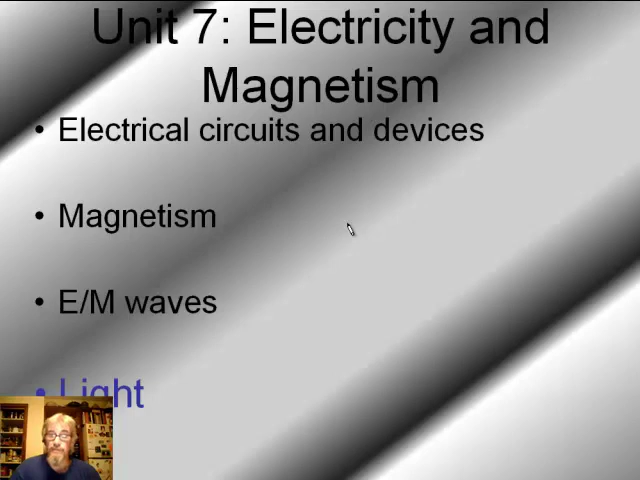 Unit 7: Electricity and
Magnetism
• Electrical circuits and devices
• Magnetism
• E/M waves
• Light